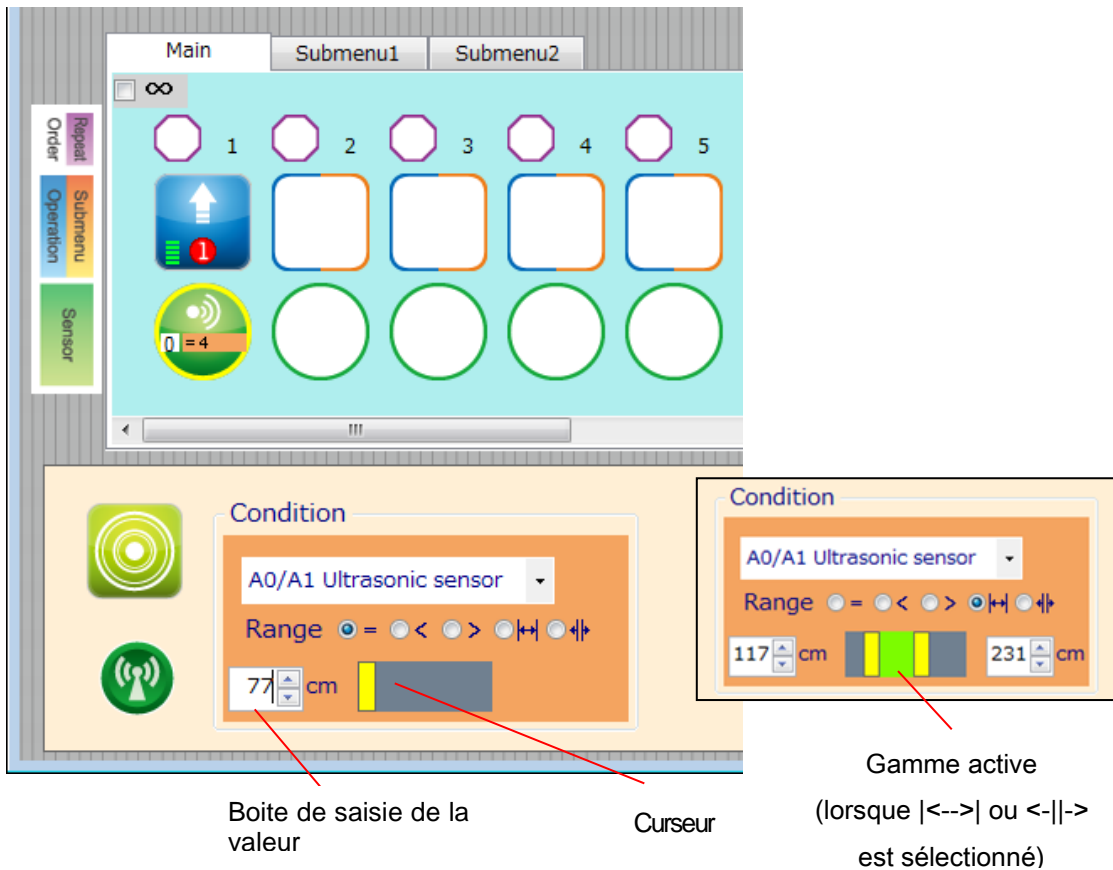 Main Submenu1 Submenu2
∞
1 2 3 4 5
Repeat
Order
Submenu
Operation
Sensor
1
0 = 4
Condition
A0/A1 Ultrasonic sensor
Range = < > |↔| ←||→
77 cm
Condition
A0/A1 Ultrasonic sensor
Range = < > |↔| ←||→
117 cm 231 cm
Boite de saisie de la
valeur
Curseur
Gamme active
(lorsque |<-->| ou <-||->
est sélectionné)